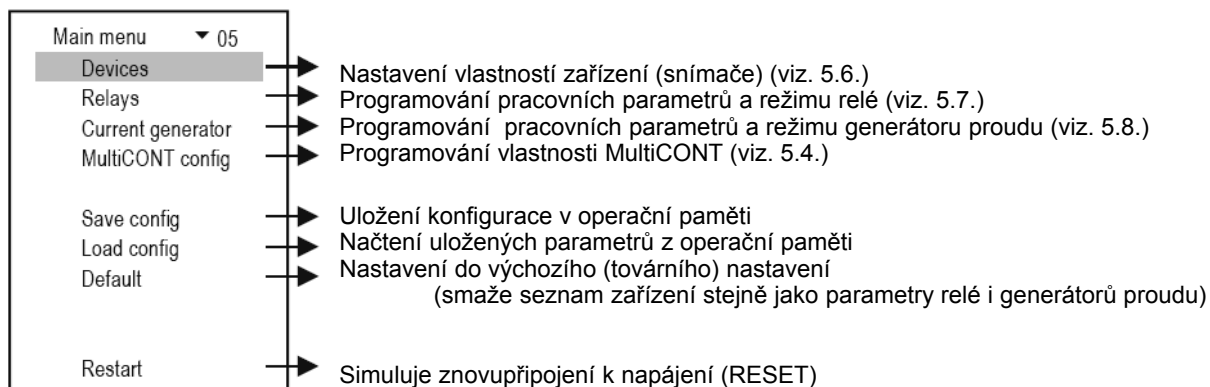 Main menu ▼ 05
Devices
Nastavení vlastností zařízení (snímače) (viz. 5.6.)
Relays
Programování pracovních parametrů a režimu relé (viz. 5.7.)
Current generator
Programování pracovních parametrů a režimu generátoru proudu (viz. 5.8.)
MultiCONT config
Programování vlastnosti MultiCONT (viz. 5.4.)
Save config
Uložení konfigurace v operační paměti
Load config
Načtení uložených parametrů z operační paměti
Default
Nastavení do výchozího (továrního) nastavení
(smaže seznam zařízení stejně jako parametry relé i generátorů proudu)
Restart
Simuluje znovupřipojení k napájení (RESET)